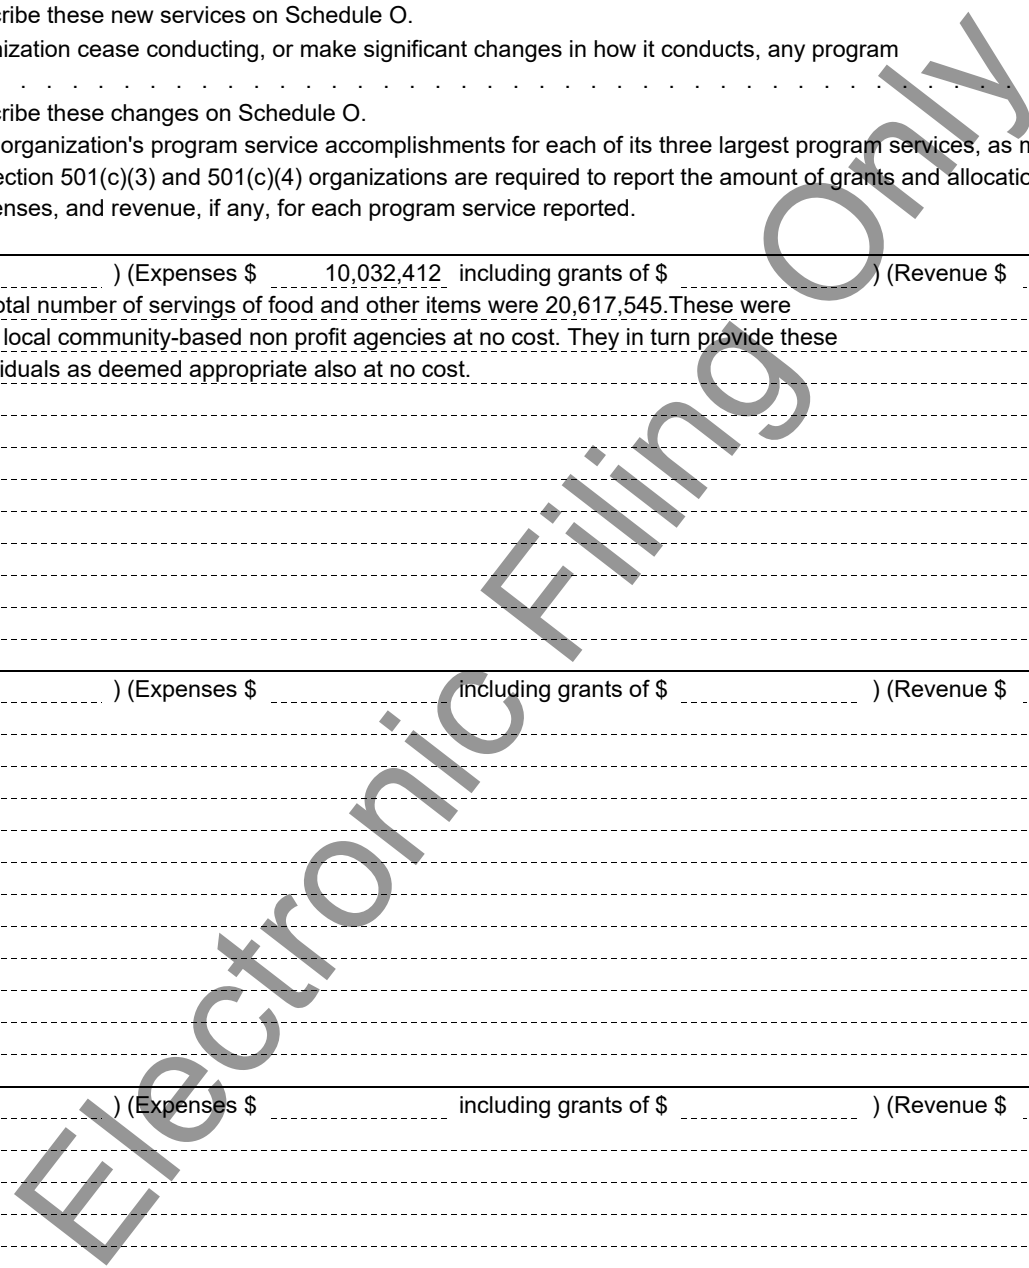 ribe these new services on Schedule O.
ization cease conducting, or make significant changes in how it conducts, any program
. . . . . . . . . . . . . . . . . . . . . . . . . . . . . . . . . . . . . . .
ribe these changes on Schedule O.
organization's program service accomplishments for each of its three largest program services, as m
ection 501(c)(3) and 501(c)(4) organizations are required to report the amount of grants and allocatio
enses, and revenue, if any, for each program service reported.
) (Expenses $ 10,032,412 including grants of $ ) (Revenue $
otal number of servings of food and other items were 20,617,545.These were
local community-based non profit agencies at no cost. They in turn provide these
iduals as deemed appropriate also at no cost.
) (Expenses $ including grants of $ ) (Revenue $
) (Expenses $ including grants of $ ) (Revenue $
Electronic Filing Only